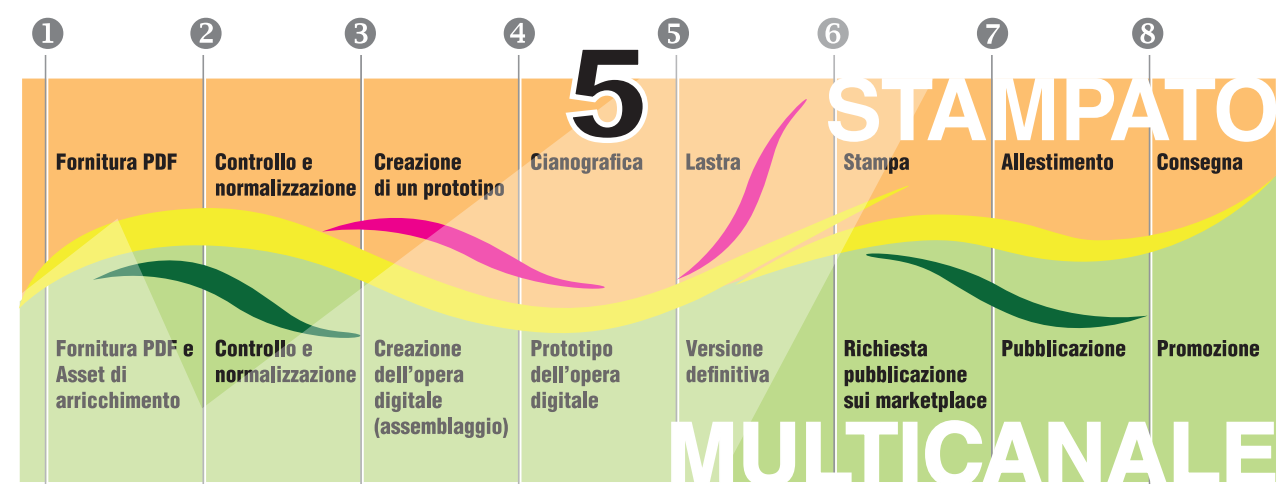 1 2 3 4 5 6 7 8
5
STAMPATO
Fornitura PDF
Controllo e
normalizzazione
Creazione
di un prototipo
Cianografica
Lastra
Stampa
Allestimento
Consegna
Fornitura PDF e
Asset di
arricchimento
Controllo e
normalizzazione
Creazione
dell'opera
digitale
(assemblaggio)
Prototipo
dell'opera
digitale
Versione
definitiva
Richiesta
pubblicazione
sui marketplace
Pubblicazione
Promozione
MULTICANALE